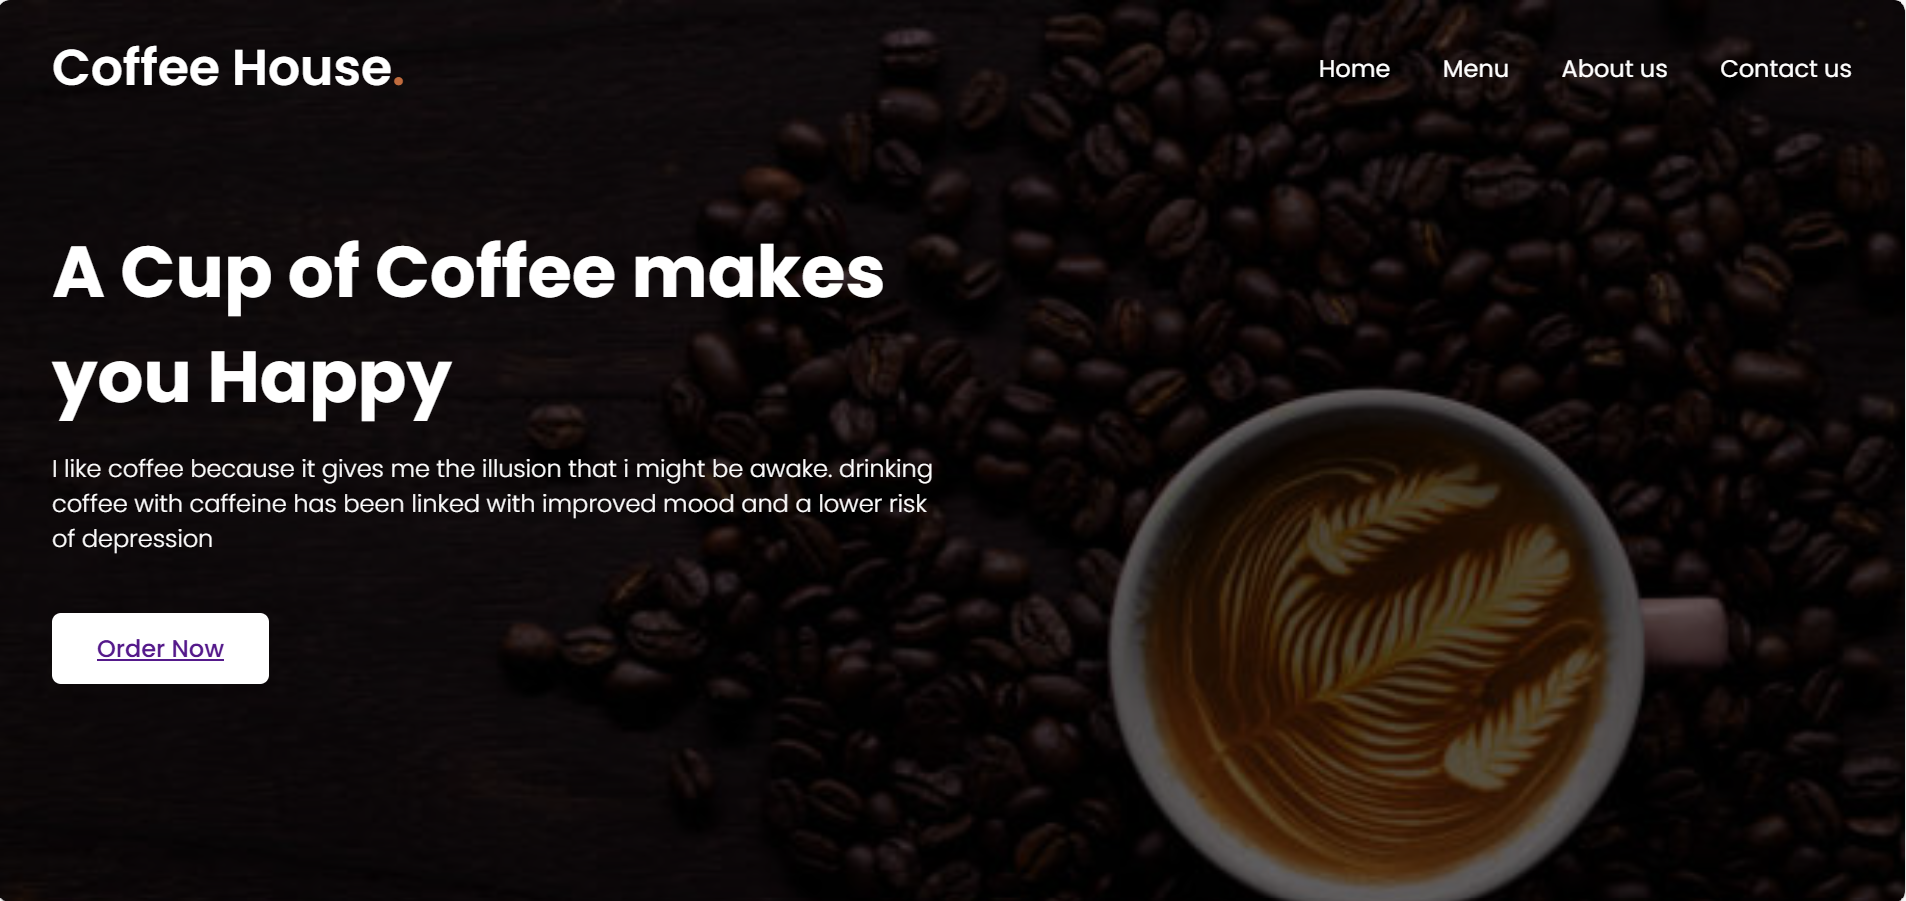 Coffee House.
Home Menu About us Contact us
A Cup of Coffee makes
you Happy
I like coffee because it gives me the illusion that i might be awake. drinking
coffee with caffeine has been linked with improved mood and a lower risk
of depression
Order Now